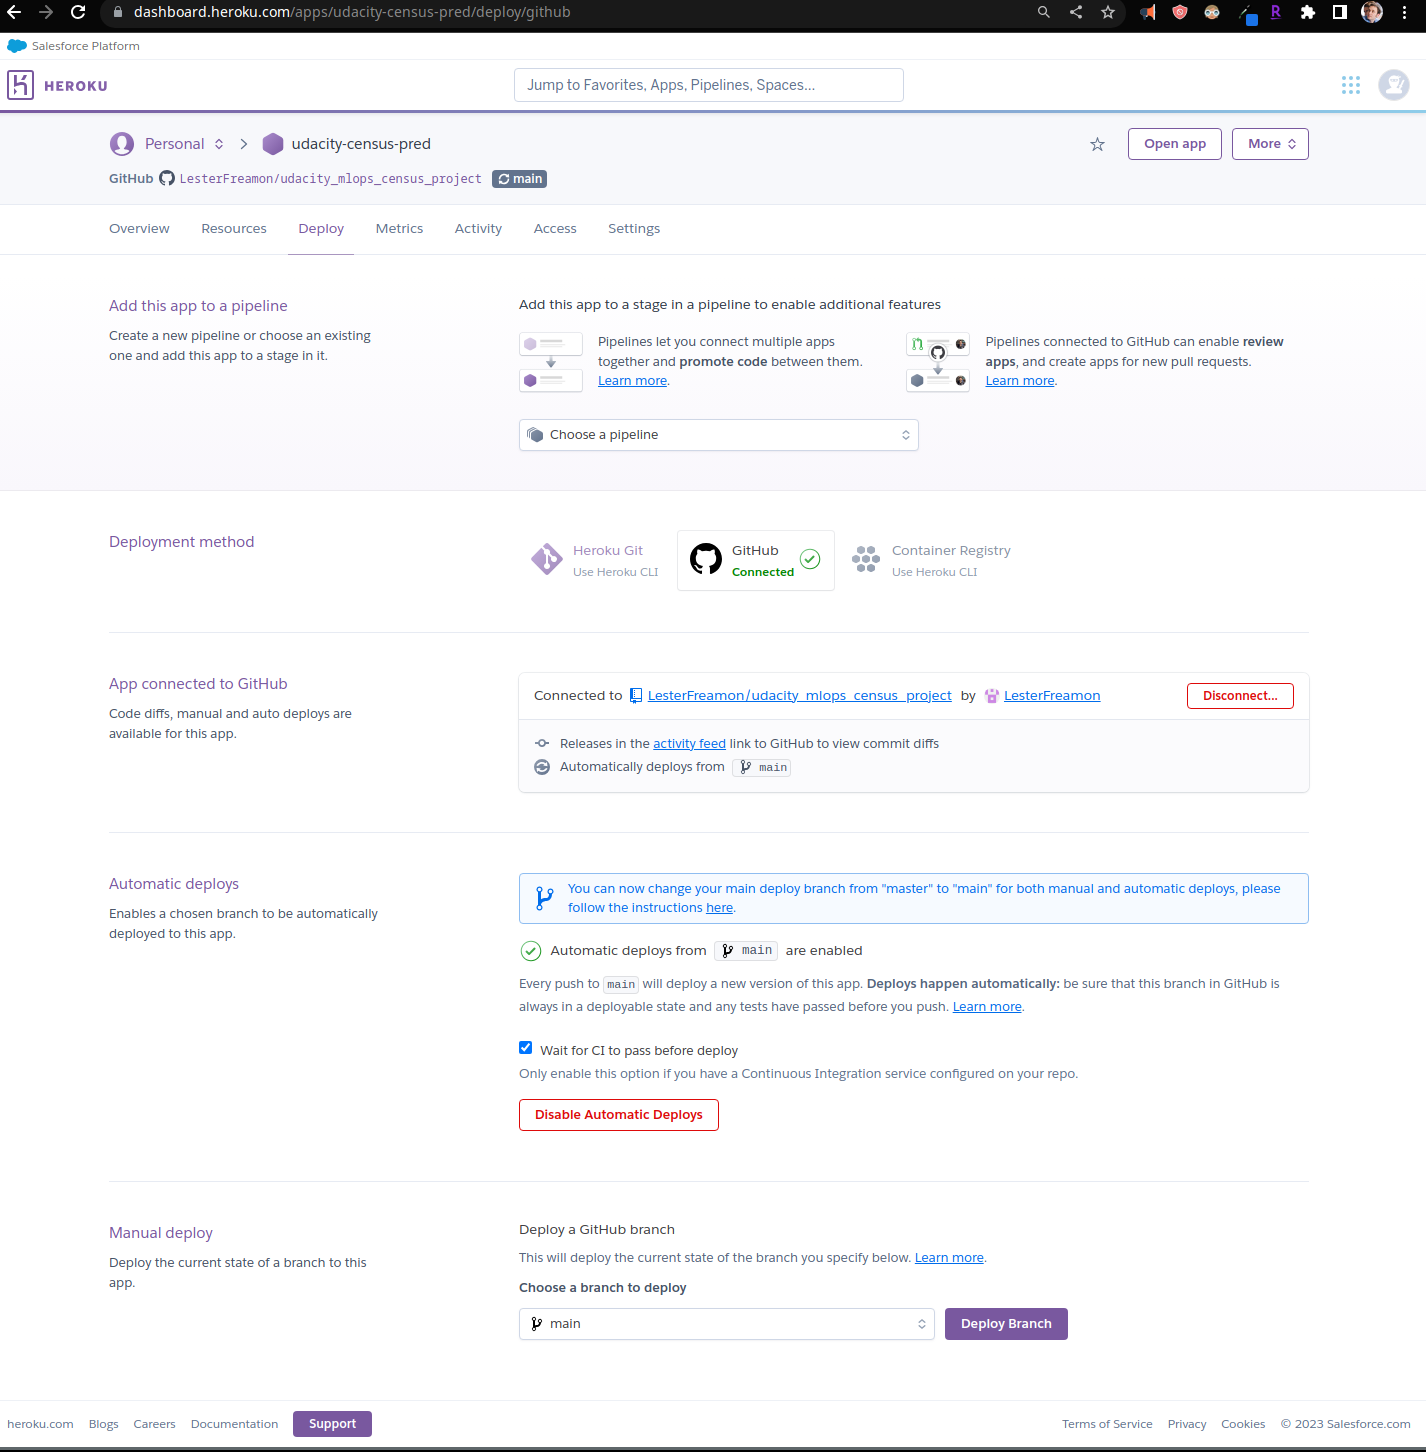 dashboard.heroku.com/apps/udacity-census-pred/deploy/github
Salesforce Platform
HEROKU
Jump to Favorites, Apps, Pipelines, Spaces...
Personal
udacity-census-pred
Open app
More
GitHub LesterFreamon/udacity_mlops_census_project main
Overview Resources Deploy Metrics Activity Access Settings
Add this app to a pipeline
Create a new pipeline or choose an existing
one and add this app to a stage in it.
Add this app to a stage in a pipeline to enable additional features
Pipelines let you connect multiple apps
together and promote code between them.
Learn more.
Pipelines connected to GitHub can enable review
apps, and create apps for new pull requests.
Learn more.
Choose a pipeline
Deployment method
Heroku Git
Use Heroku CLI
GitHub
Connected
Container Registry
Use Heroku CLI
App connected to GitHub
Code diffs, manual and auto deploys are
available for this app.
Connected to LesterFreamon/udacity_mlops_census_project by LesterFreamon
Disconnect...
Releases in the activity feed link to GitHub to view commit diffs
Automatically deploys from main
Automatic deploys
Enables a chosen branch to be automatically
deployed to this app.
You can now change your main deploy branch from "master" to "main" for both manual and automatic deploys, please
follow the instructions here.
Automatic deploys from main are enabled
Every push to main will deploy a new version of this app. Deploys happen automatically: be sure that this branch in GitHub is
always in a deployable state and any tests have passed before you push. Learn more.
Wait for CI to pass before deploy
Only enable this option if you have a Continuous Integration service configured on your repo.
Disable Automatic Deploys
Manual deploy
Deploy the current state of a branch to this
app.
Deploy a GitHub branch
This will deploy the current state of the branch you specify below. Learn more.
Choose a branch to deploy
main
Deploy Branch
heroku.com Blogs Careers Documentation Support
Terms of Service Privacy Cookies © 2023 Salesforce.com